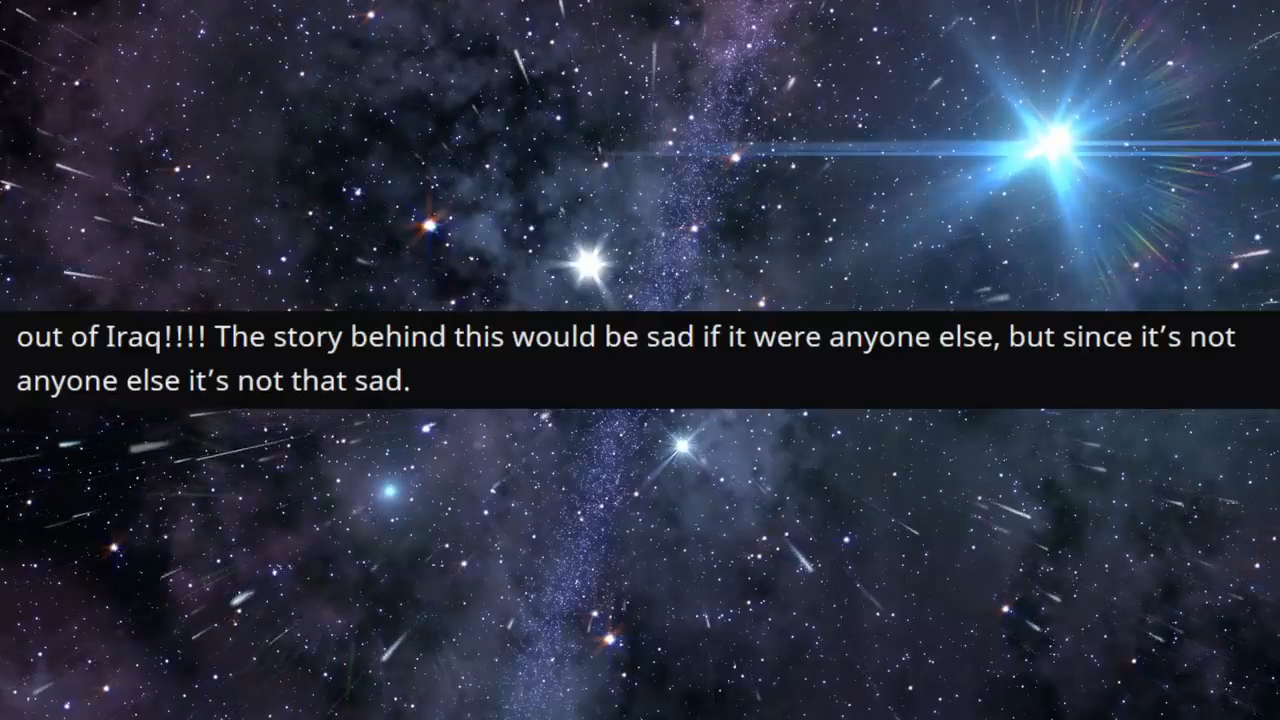 out of Iraq!!!! The story behind this would be sad if it were anyone else, but since it’s not
anyone else it’s not that sad.